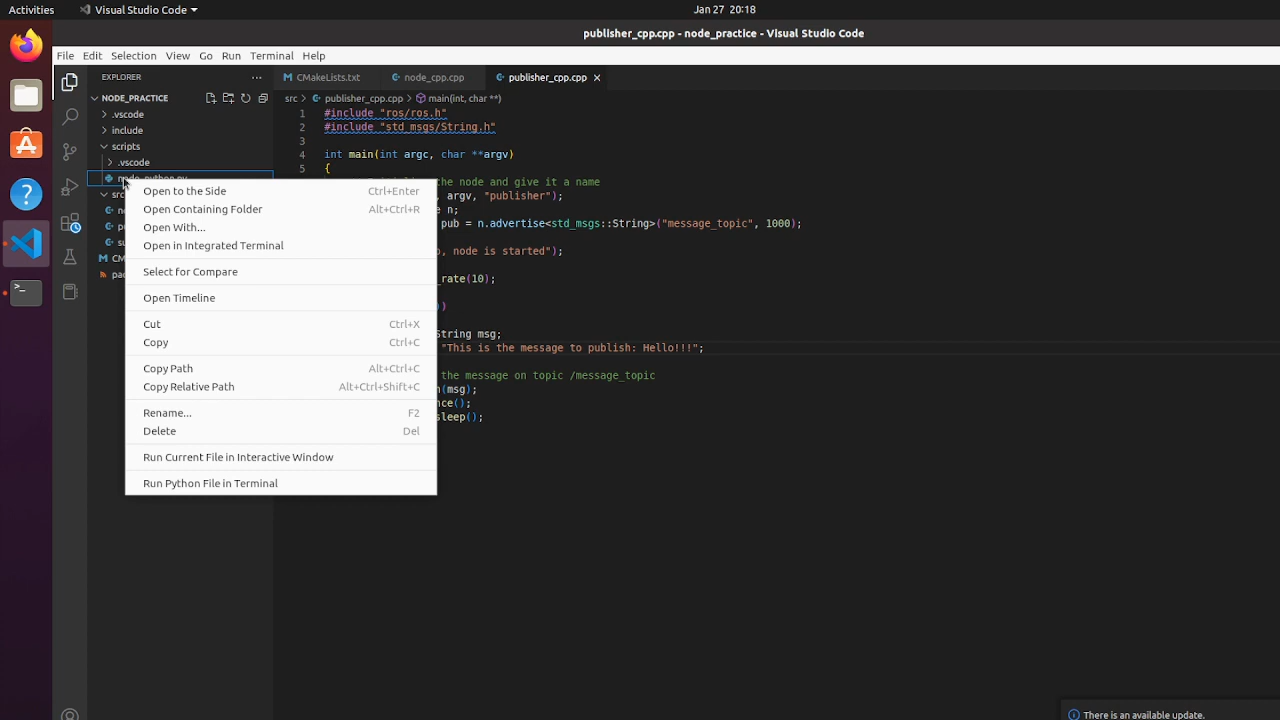 Activities
Visual Studio Code
Jan 27 20:18
publisher_cpp.cpp - node_practice - Visual Studio Code
File Edit Selection View Go Run Terminal Help
EXPLORER
CMakeLists.txt
node_cpp.cpp
publisher_cpp.cpp
NODE_PRACTICE
src > publisher_cpp.cpp > main(int, char **)
.vscode
include
scripts
.vscode
node_python.py
1 #include "ros/ros.h"
2 #include "std_msgs/String.h"
3
4 int main(int argc, char **argv)
5 {
the node and give it a name
, argv, "publisher");
n;
pub = n.advertise<std_msgs::String>("message_topic", 1000);
, node is started");
_rate(10);
)
String msg;
"This is the message to publish: Hello!!!";
the message on topic /message_topic
(msg);
nce();
leep();
Open to the Side Ctrl+Enter
Open Containing Folder Alt+Ctrl+R
Open With...
Open in Integrated Terminal
Select for Compare
Open Timeline
Cut Ctrl+X
Copy Ctrl+C
Copy Path Alt+Ctrl+C
Copy Relative Path Alt+Ctrl+Shift+C
Rename... F2
Delete Del
Run Current File in Interactive Window
Run Python File in Terminal
There is an available update.